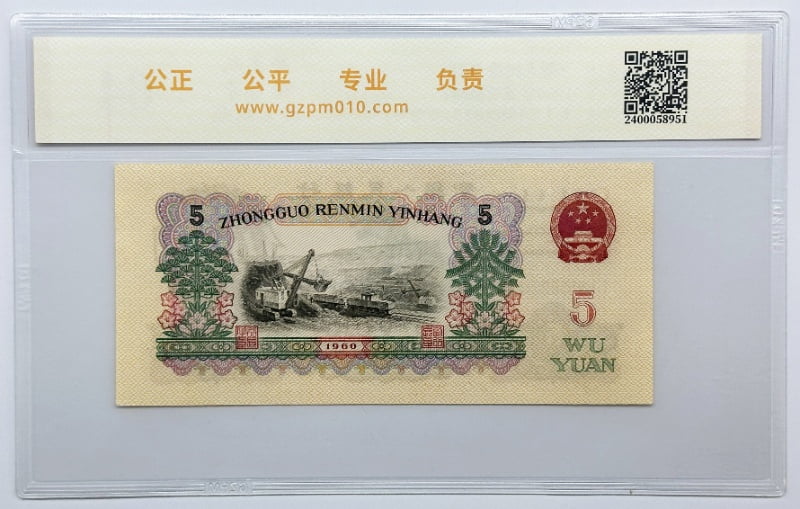 公正 公平 专业 负责
www.gzpm010.com
2400058951
5 ZHONGGUO RENMIN YINHANG 5
5
1960
WU
YUAN